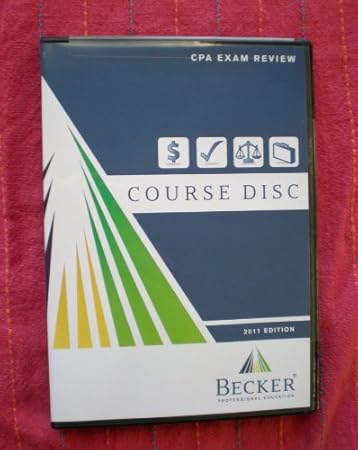 CPA EXAM REVIEW
COURSE DISC
2011 EDITION
BECKER®
PROFESSIONAL EDUCATION